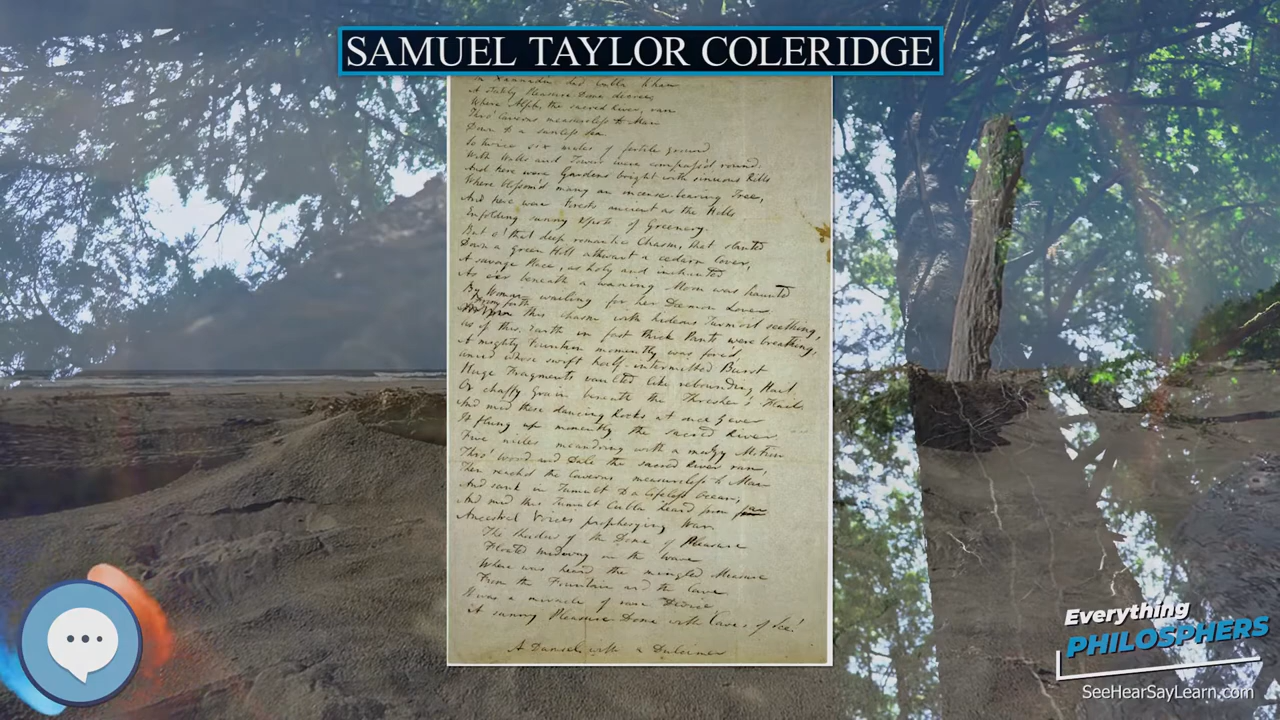 SAMUEL TAYLOR COLERIDGE
In Xannadù did Cubla Khan
A stately Pleasure Dome decree;
Where Alph, the sacred River, ran
Thro' Caverns measureless to Man
Down to a sunless Sea.
So twice six miles of fertile ground
With Walls and Towers were compass'd round:
And here were Gardens bright with sinuous Rills
Where blossom'd many an incense-bearing Tree,
And here were Forests ancient as the Hills
Enfolding sunny Spots of Greenery.
But o! that deep romantic Chasm, that slanted
Down a green Hill athwart a cedarn Cover,
A savage Place, as holy and inchanted
As e'er beneath a waning Moon was haunted
By Woman wailing for her Dæmon Lover:
this Chasm with hideous Turmoil seething,
As if this Earth in fast thick Pants were breathing,
A mighty Fountain momently was forc'd,
Amid whose swift half-intermitted Burst
Huge Fragments vaulted like rebounding Hail,
Or chaffy Grain beneath the Thresher's Flail.
And mid these dancing Rocks at once & ever
It flung up momently the sacred River.
Five miles meandring with a mazy Motion
Thro' Wood and Dale the sacred River ran,
Then reach'd the Caverns measureless to Man
And sank in Tumult to a lifeless Ocean;
And mid this Tumult Cubla heard from far
Ancestral Voices prophesying War.
The Shadow of the Dome of Pleasure
Floated midway on the Wave
Where was heard the mingled Measure
From the Fountain and the Cave.
It was a miracle of rare Device,
A sunny Pleasure-Dome with Caves of Ice!
A Damsel with a Dulcimer
Everything
PHILOSPHERS
SeeHearSayLearn.com